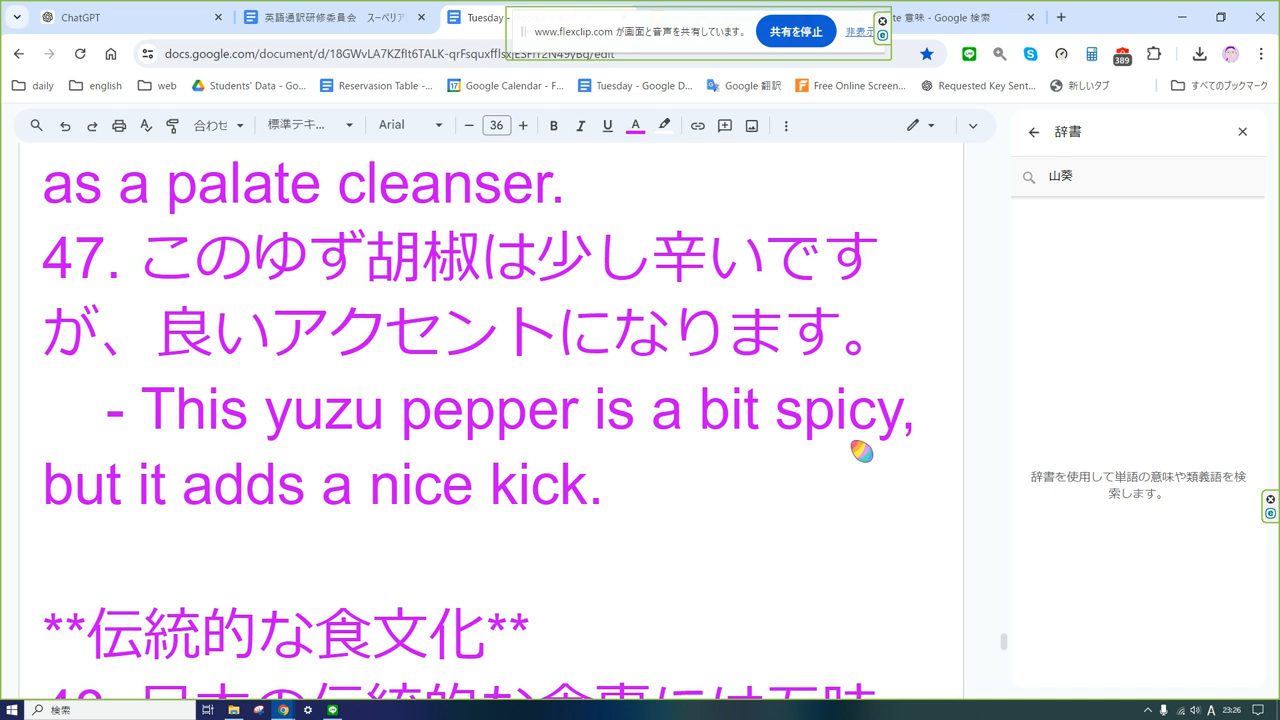 ChatGPT
英語通訳研修委員会 スーペリア
Tuesday -
www.flexclip.com が画面と音声を共有しています。
共有を停止
非表示
意味 - Google 検索
docs.google.com/document/d/
389
daily
english
web
Students' Data - Go...
Reservasion Table -...
Google Calendar - F...
Tuesday - Google D...
Google 翻訳
Free Online Screen...
Requested Key Sent...
新しいタブ
すべてのブックマーク
合わせ
標準テキ...
Arial
36
B
I
U
A
辞書
山葵
辞書を使用して単語の意味や類義語を検
索します。
as a palate cleanser.
47. このゆず胡椒は少し辛いです
が、良いアクセントになります。
- This yuzu pepper is a bit spicy,
but it adds a nice kick.
**伝統的な食文化**
検索
A
23:26